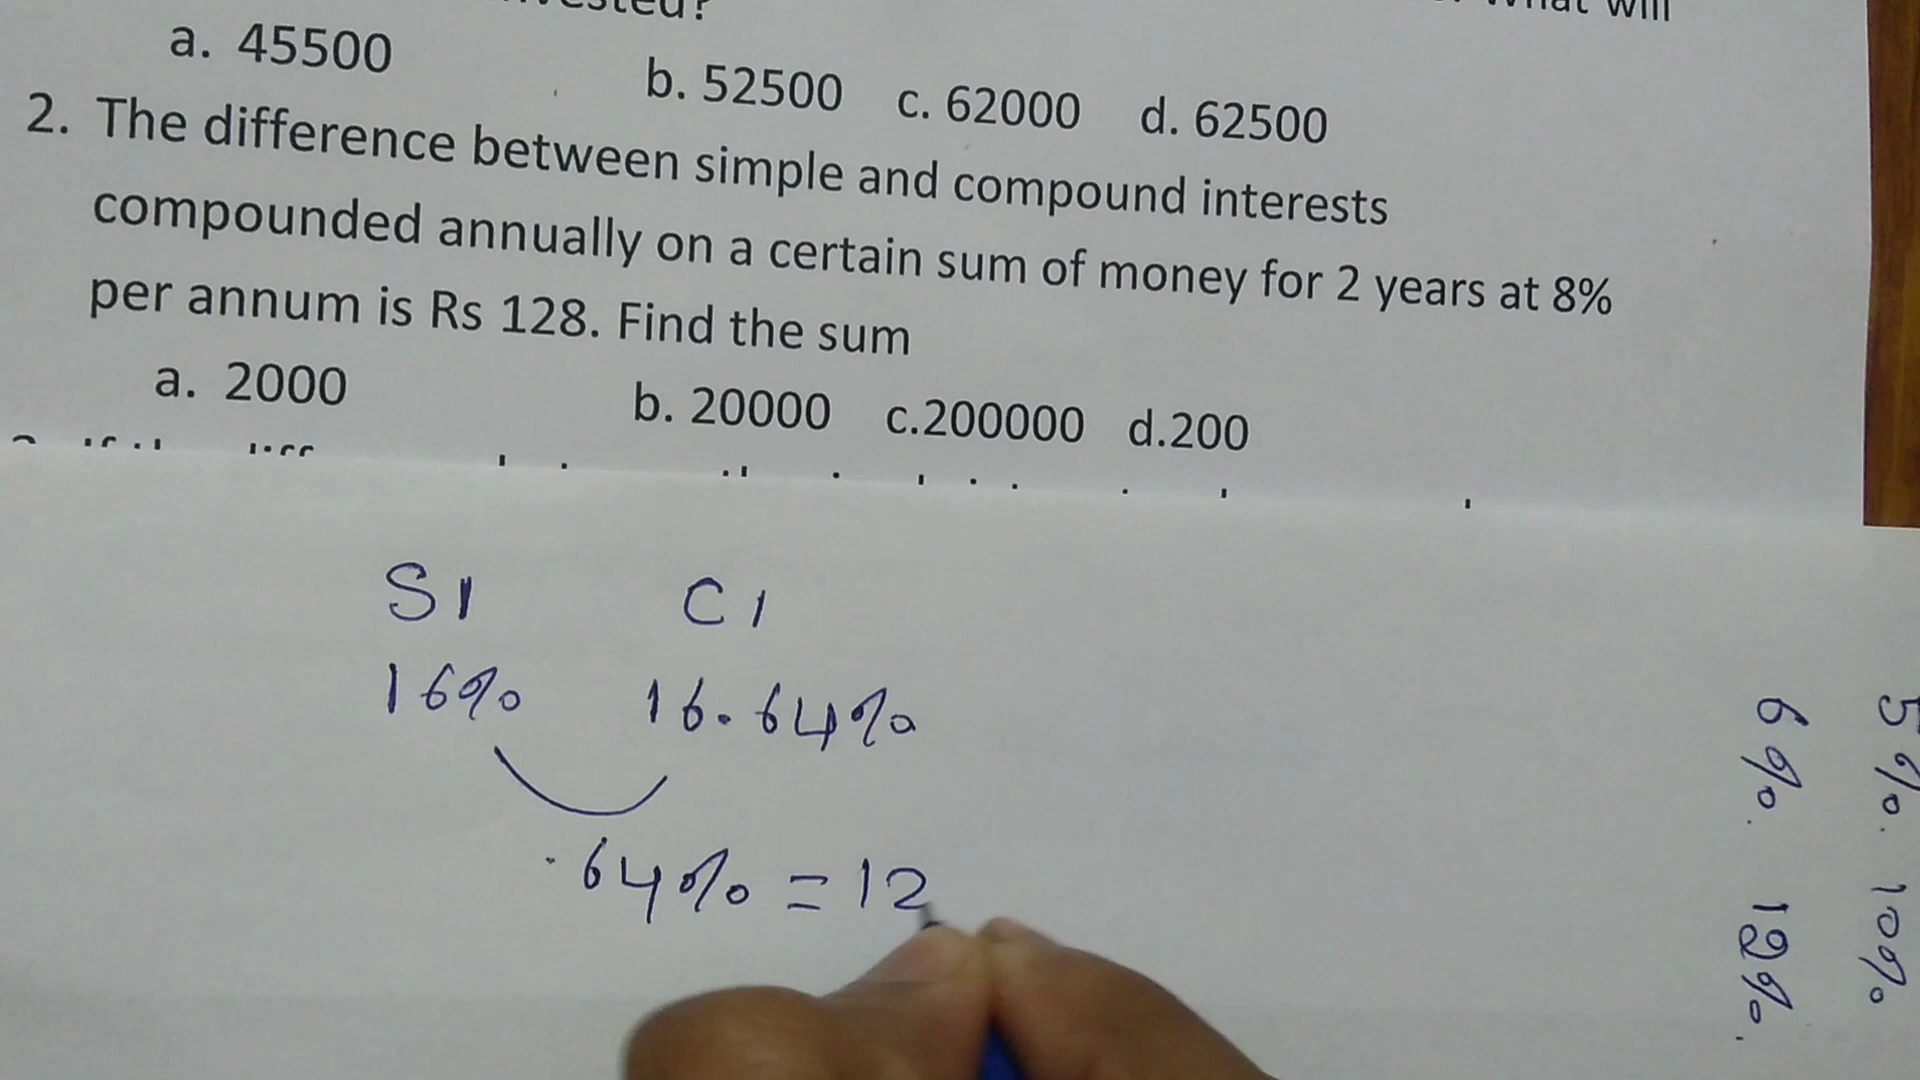 What will
a. 45500 b. 52500 c. 62000 d. 62500
2. The difference between simple and compound interests
compounded annually on a certain sum of money for 2 years at 8%
per annum is Rs 128. Find the sum
a. 2000 b. 20000 c.200000 d.200
SI CI
16% 16.64%
.64% = 12
5%. 10%
6%. 12%.